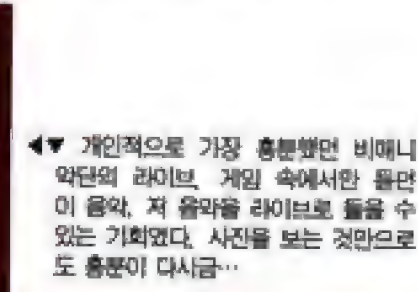 ◀▼ 개인적으로 가장 흥분했던 비매니
악단의 라이브. 게임 속에서만 듣던
이 음악, 저 음악을 라이브로 들을 수
있는 기회였다. 사진을 보는 것만으로
도 흥분이 다시금…